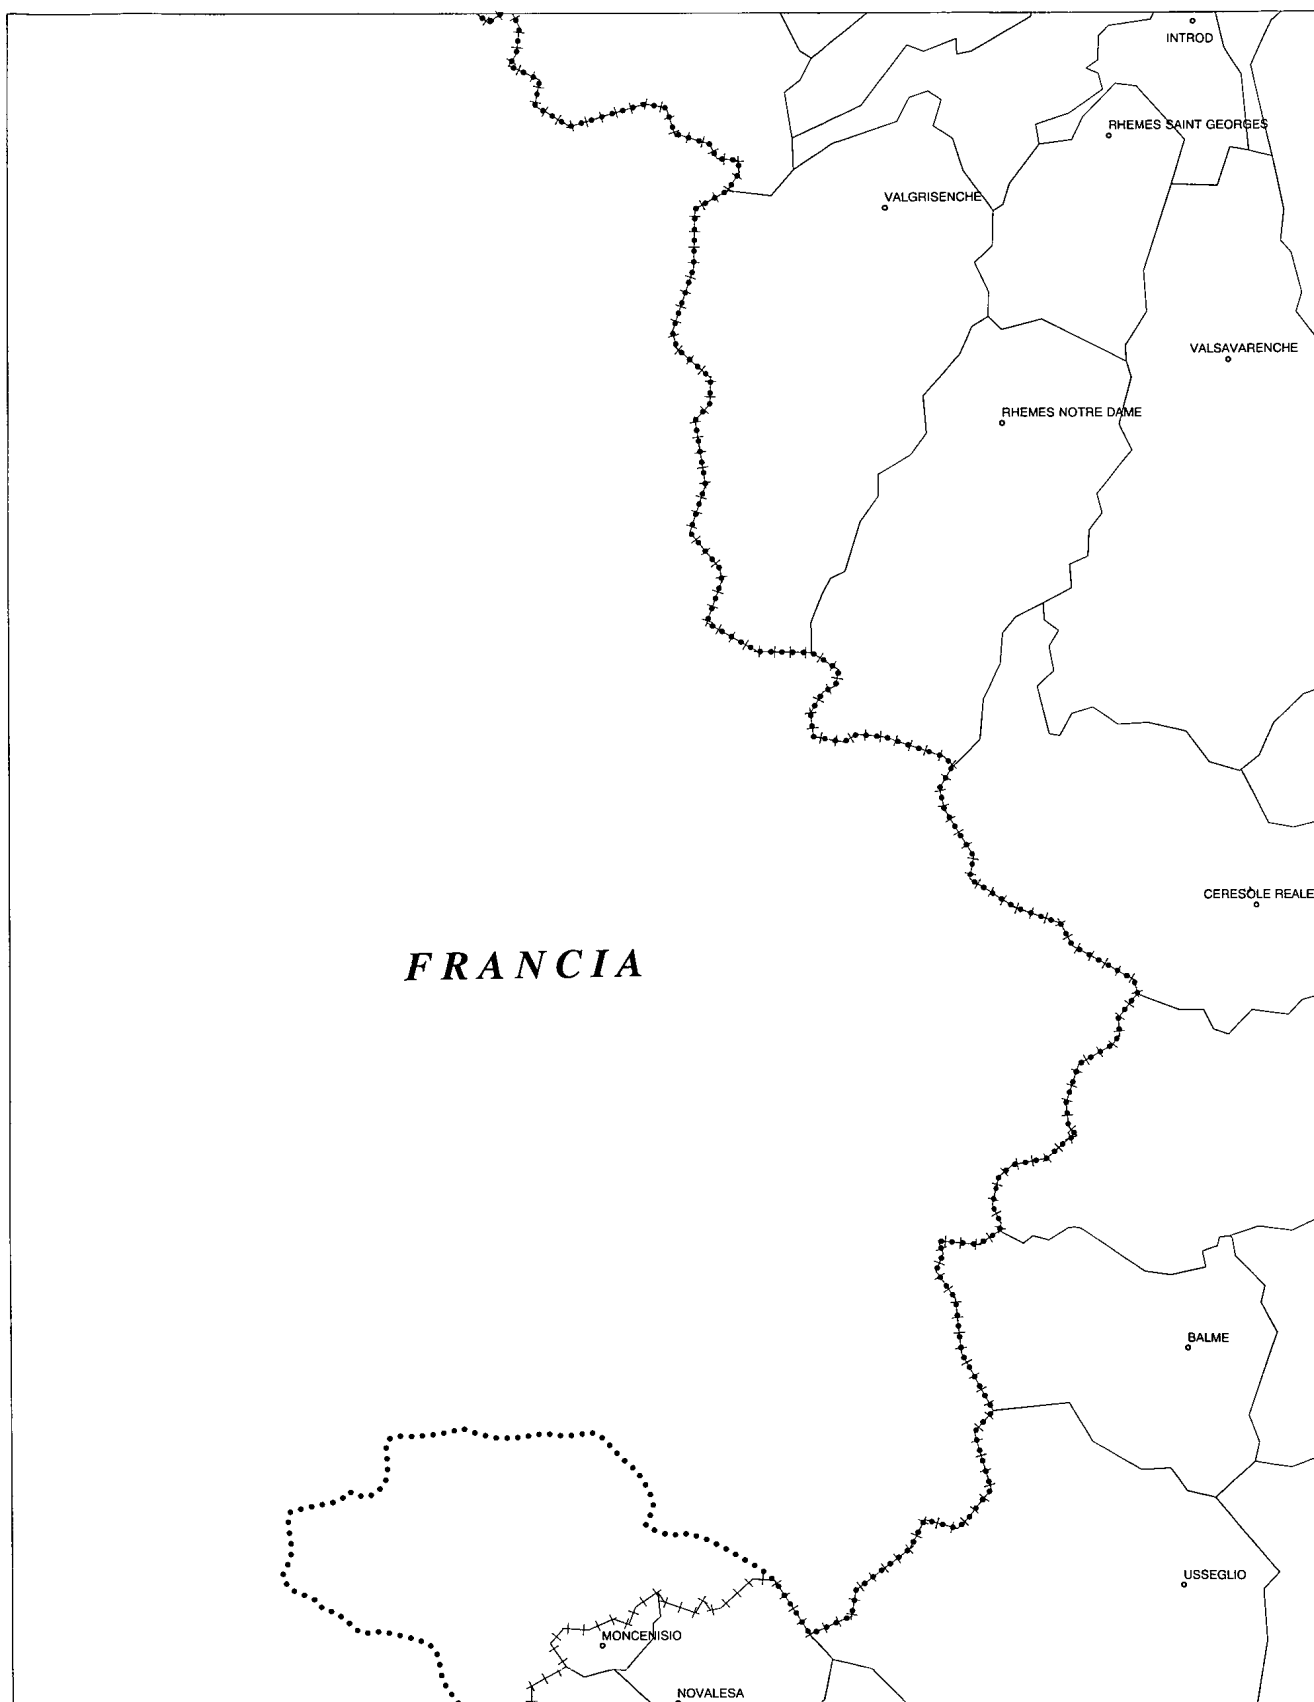 INTROD
RHEMES SAINT GEORGES
VALGRISENCHE
VALSAVARENCHE
RHEMES NOTRE DAME
CERESOLE REALE
FRANCIA
BALME
USSEGLIO
MONCENISIO
NOVALESA